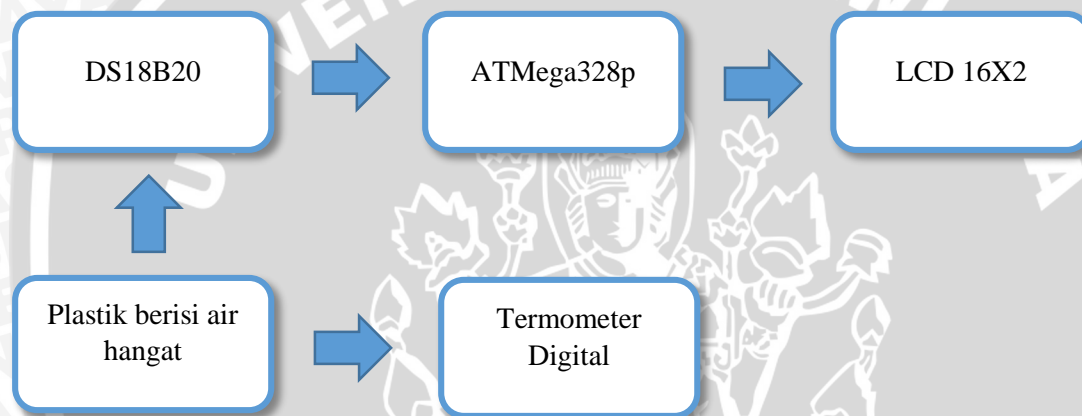 DS18B20
ATMega328p
LCD 16X2
Plastik berisi air
hangat
Termometer
Digital